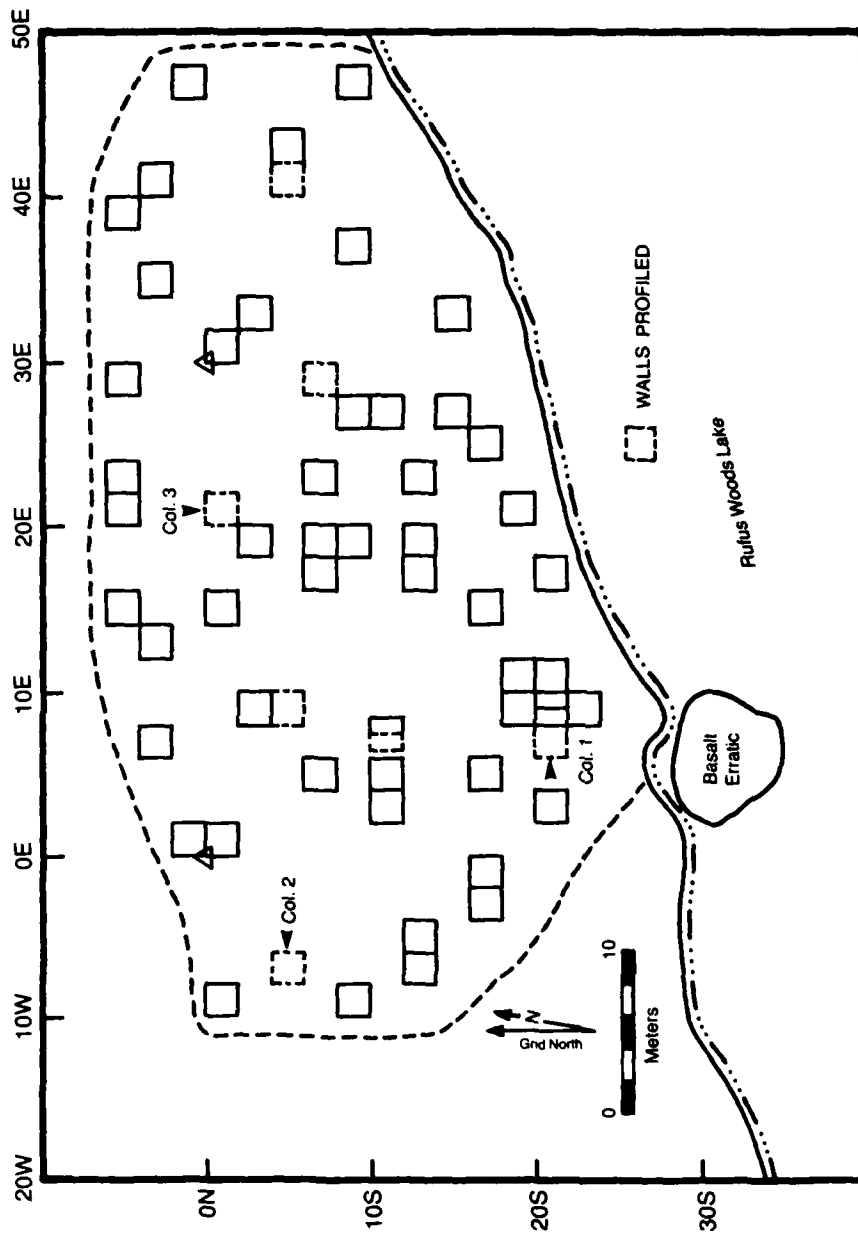 20W
10W
0E
10E
20E
30E
40E
50E
0N
10S
20S
30S
Col. 2
Col. 3
Col. 1
N
Grid North
0
10
Meters
WALLS PROFILED
Basalt
Erratic
Rufus Woods Lake